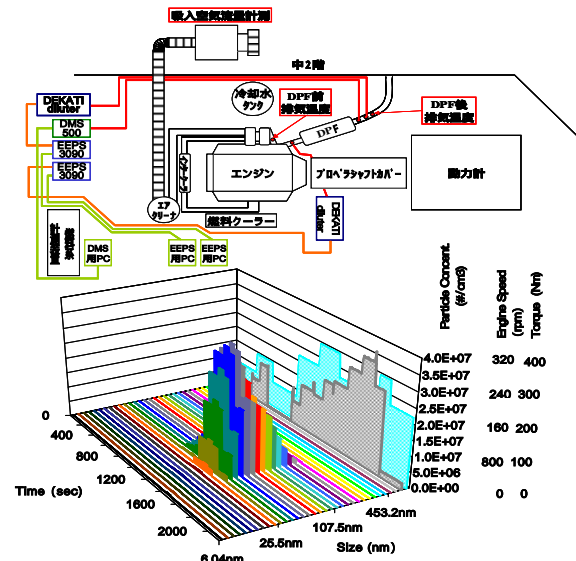 吸入空気流量計測
中2階
DEKATI
diluter
DMS
500
EEPS
3090
EEPS
3090
冷却水
タンク
DPF前
排気温度
DPF
DPF後
排気温度
エンジン
インタークーラ
プロペラシャフトカバー
動力計
エア
クリーナ
燃料クーラー
DEKATI
diluter
DMS
用PC
EEPS
用PC
EEPS
用PC
Particle Concent.
(#/cm3)
Engine Speed
(rpm)
Torque (Nm)
4.0E+07
3.5E+07
3.0E+07
2.5E+07
2.0E+07
1.5E+07
1.0E+07
5.0E+06
0.0E+00
320
240
160
800
0
400
300
200
100
0
0
400
800
1200
1600
2000
Time (sec)
6.04nm
25.5nm
107.5nm
453.2nm
Size (nm)